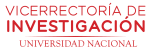 VICERRECTORÍA DE
INVESTIGACIÓN
UNIVERSIDAD NACIONAL